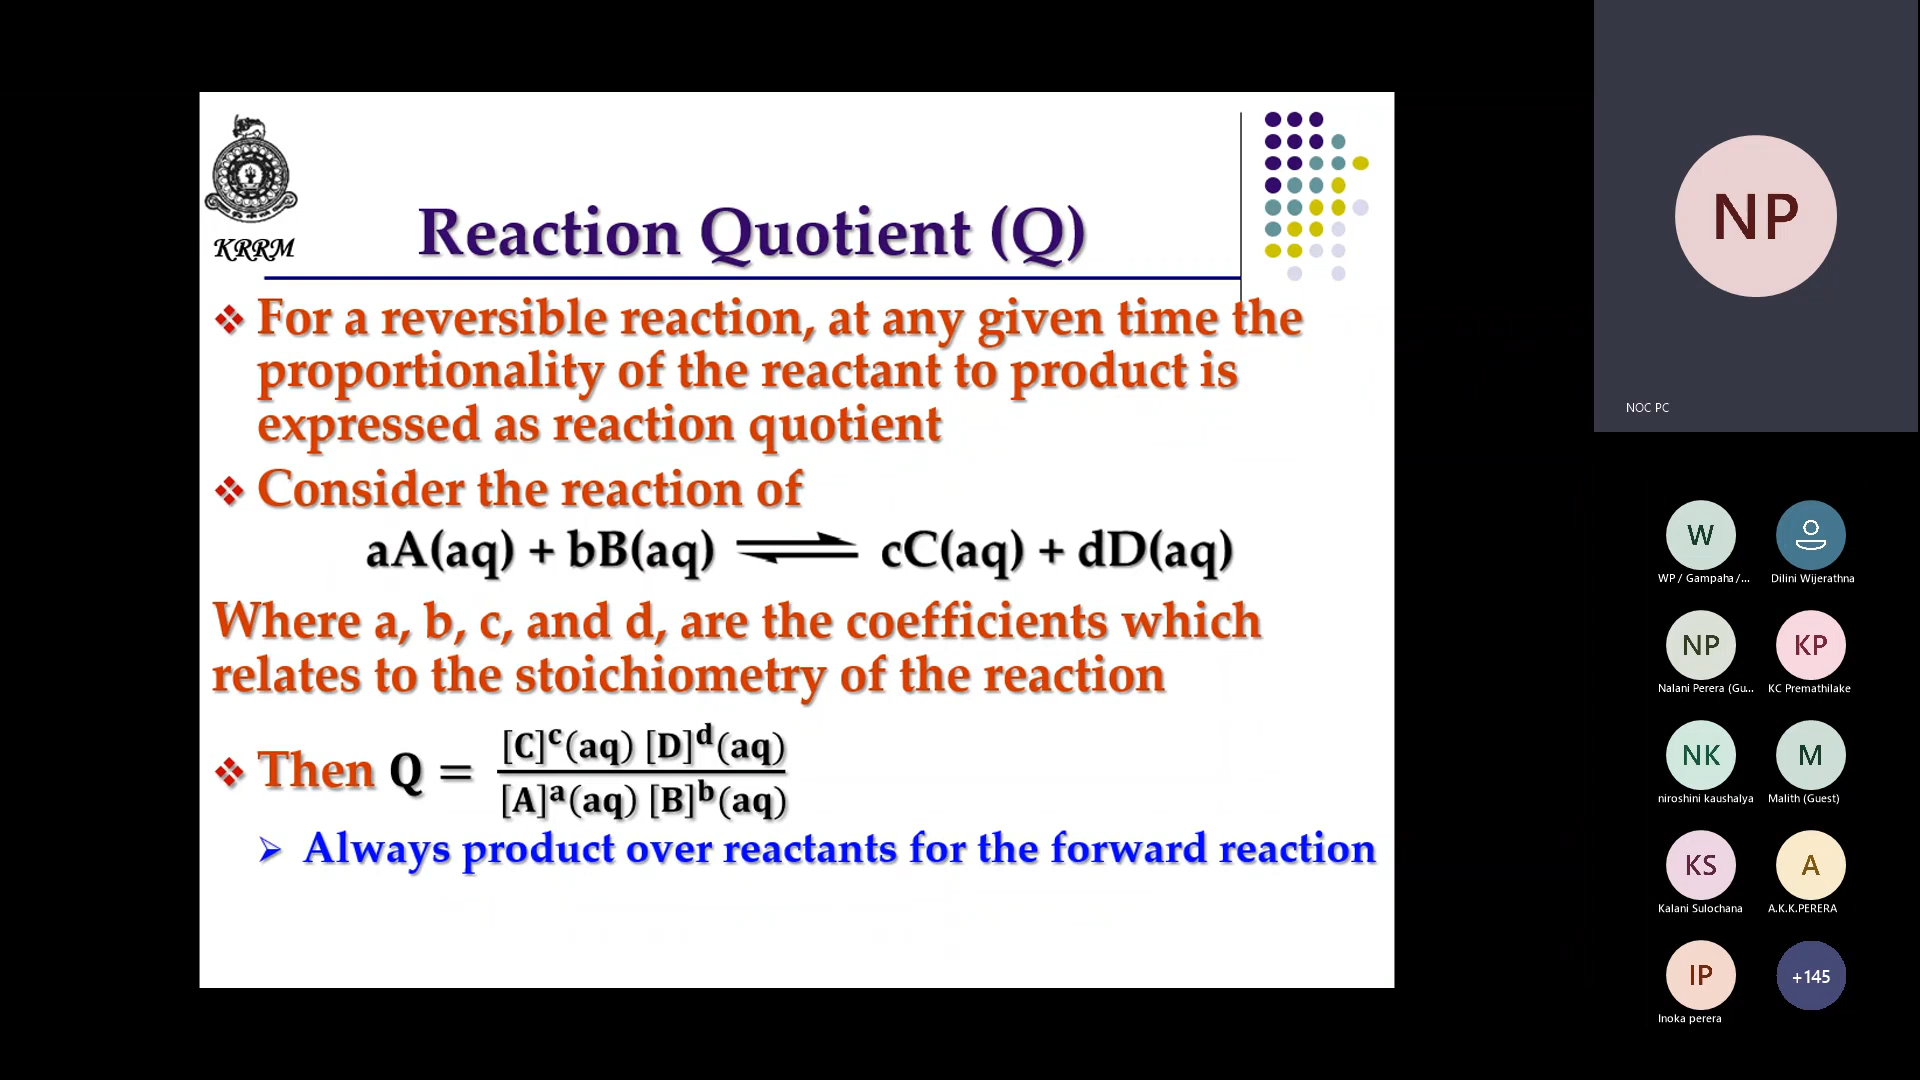 KRRM
Reaction Quotient (Q)
❖ For a reversible reaction, at any given time the
proportionality of the reactant to product is
expressed as reaction quotient
❖ Consider the reaction of
aA(aq) + bB(aq) ⇌ cC(aq) + dD(aq)
Where a, b, c, and d, are the coefficients which
relates to the stoichiometry of the reaction
❖ Then Q = [C]ᶜ(aq) [D]ᵈ(aq)
[A]ᵃ(aq) [B]ᵇ(aq)
➢ Always product over reactants for the forward reaction
NP
NOC PC
W
WP / Gampaha /... Dilini Wijerathna
NP KP
Nalani Perera (Gu... KC Premathilake
NK M
niroshini kaushalya Malith (Guest)
KS A
Kalani Sulochana A.K.K.PERERA
IP +145
Inoka perera